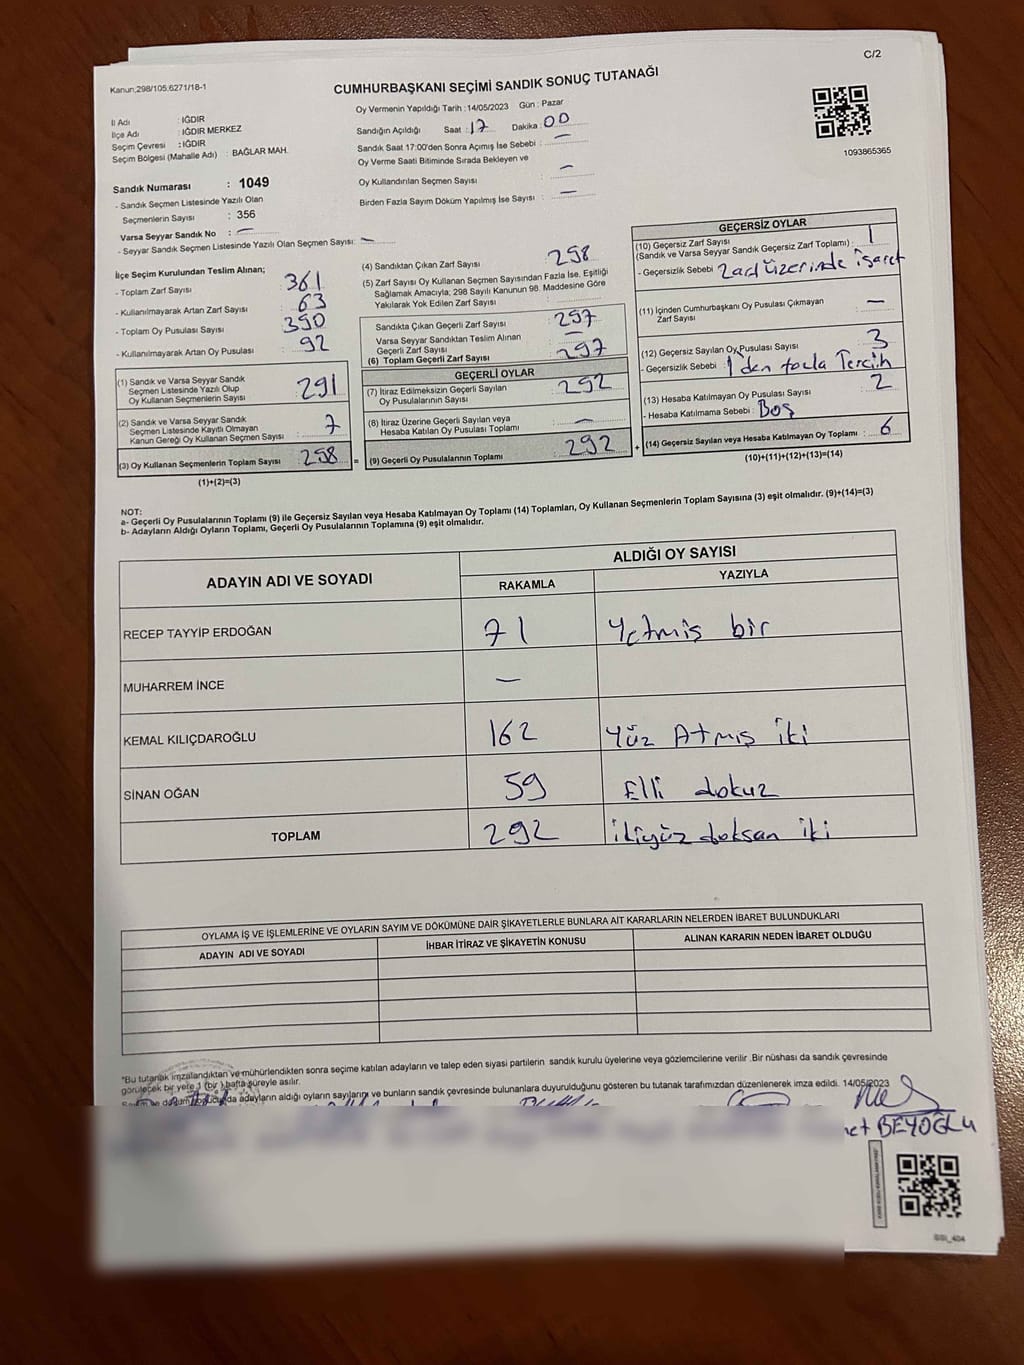 C/2
Kanun,298/105,6271/18-1
CUMHURBAŞKANI SEÇİMİ SANDIK SONUÇ TUTANAĞI
Oy Vermenin Yapıldığı Tarih :14/05/2023 Gün : Pazar
İl Adı : IĞDIR
İlçe Adı : IĞDIR MERKEZ
Seçim Çevresi : IĞDIR
Seçim Bölgesi (Mahalle Adı) : BAĞLAR MAH.
Sandığın Açıldığı Saat : 17 Dakika : 00
Sandık Saat 17:00'den Sonra Açımış İse Sebebi : —
Oy Verme Saati Bitiminde Sırada Bekleyen ve
Oy Kullandırılan Seçmen Sayısı : —
Birden Fazla Sayım Döküm Yapılmış İse Sayısı : —
1093865365
Sandık Numarası : 1049
- Sandık Seçmen Listesinde Yazılı Olan
Seçmenlerin Sayısı : 356
Varsa Seyyar Sandık No : —
- Seyyar Sandık Seçmen Listesinde Yazılı Olan Seçmen Sayısı: —
İlçe Seçim Kurulundan Teslim Alınan;
- Toplam Zarf Sayısı : 361
- Kullanılmayarak Artan Zarf Sayısı : 63
- Toplam Oy Pusulası Sayısı : 390
- Kullanılmayarak Artan Oy Pusulası : 92
(1) Sandık ve Varsa Seyyar Sandık
Seçmen Listesinde Yazılı Olup
Oy Kullanan Seçmenlerin Sayısı : 291
(2) Sandık ve Varsa Seyyar Sandık
Seçmen Listesinde Kayıtlı Olmayan
Kanun Gereği Oy Kullanan Seçmen Sayısı : 7
(3) Oy Kullanan Seçmenlerin Toplam Sayısı : 298 =
(1)+(2)=(3)
(4) Sandıktan Çıkan Zarf Sayısı : 298
(5) Zarf Sayısı Oy Kullanan Seçmen Sayısından Fazla İse, Eşitliği
Sağlamak Amacıyla; 298 Sayılı Kanunun 98. Maddesine Göre
Yakılarak Yok Edilen Zarf Sayısı :
Sandıkta Çıkan Geçerli Zarf Sayısı : 297
Varsa Seyyar Sandıktan Teslim Alınan
Geçerli Zarf Sayısı : —
(6) Toplam Geçerli Zarf Sayısı : 297
GEÇERLİ OYLAR
(7) İtiraz Edilmeksizin Geçerli Sayılan
Oy Pusulalarının Sayısı : 292
(8) İtiraz Üzerine Geçerli Sayılan veya
Hesaba Katılan Oy Pusulası Toplamı : —
(9) Geçerli Oy Pusulalarının Toplamı : 292 +
GEÇERSİZ OYLAR
(10) Geçersiz Zarf Sayısı
(Sandık ve Varsa Seyyar Sandık Geçersiz Zarf Toplamı) : 1
- Geçersizlik Sebebi : Zarf üzerinde işaret
(11) İçinden Cumhurbaşkanı Oy Pusulası Çıkmayan
Zarf Sayısı : —
(12) Geçersiz Sayılan Oy Pusulası Sayısı : 3
- Geçersizlik Sebebi : 1'den fazla Tercih
(13) Hesaba Katılmayan Oy Pusulası Sayısı : 2
- Hesaba Katılmama Sebebi : Boş
(14) Geçersiz Sayılan veya Hesaba Katılmayan Oy Toplamı : 6
(10)+(11)+(12)+(13)=(14)
NOT:
a- Geçerli Oy Pusulalarının Toplamı (9) ile Geçersiz Sayılan veya Hesaba Katılmayan Oy Toplamı (14) Toplamları, Oy Kullanan Seçmenlerin Toplam Sayısına (3) eşit olmalıdır. (9)+(14)=(3)
b- Adayların Aldığı Oyların Toplamı, Geçerli Oy Pusulalarının Toplamına (9) eşit olmalıdır.
ADAYIN ADI VE SOYADI ALDIĞI OY SAYISI
RAKAMLA YAZIYLA
RECEP TAYYİP ERDOĞAN 71 Yetmiş bir
MUHARREM İNCE —
KEMAL KILIÇDAROĞLU 162 Yüz Atmış iki
SİNAN OĞAN 59 Elli dokuz
TOPLAM 292 ikiyüz doksan iki
OYLAMA İŞ VE İŞLEMLERİNE VE OYLARIN SAYIM VE DÖKÜMÜNE DAİR ŞİKAYETLERLE BUNLARA AİT KARARLARIN NELERDEN İBARET BULUNDUKLARI
ADAYIN ADI VE SOYADI İHBAR İTİRAZ VE ŞİKAYETİN KONUSU ALINAN KARARIN NEDEN İBARET OLDUĞU
*Bu tutanak imzalandıktan ve mühürlendikten sonra seçime katılan adayların ve talep eden siyasi partilerin sandık kurulu üyelerine veya gözlemcilerine verilir .Bir nüshası da sandık çevresinde
görülecek bir yere 1 (bir ) hafta süreyle asılır.
Sayım ve döküm sonucunda adayların aldığı oyların sayılarını ve bunların sandık çevresinde bulunanlara duyurulduğunu gösteren bu tutanak tarafımızdan düzenlenerek imza edildi. 14/05/2023
BEYOĞLU
SSI_404